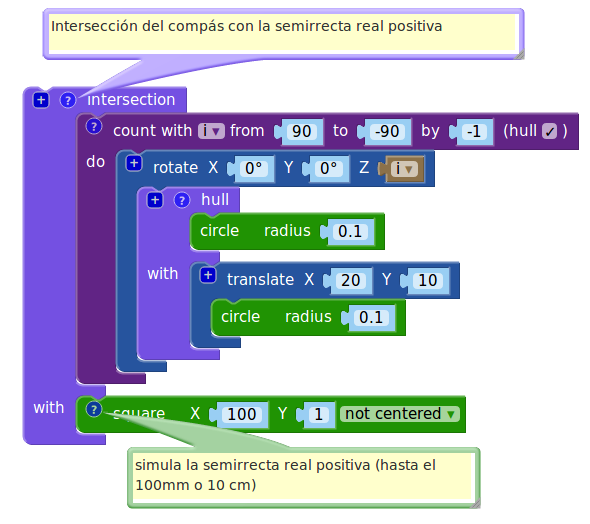 Intersección del compás con la semirrecta real positiva
+ ? intersection
? count with i ▾ from 90 to -90 by -1 (hull ✓ )
do + rotate X 0° Y 0° Z i ▾
+ ? hull
circle radius 0.1
with + translate X 20 Y 10
circle radius 0.1
with ? square X 100 Y 1 not centered ▾
simula la semirrecta real positiva (hasta el
100mm o 10 cm)